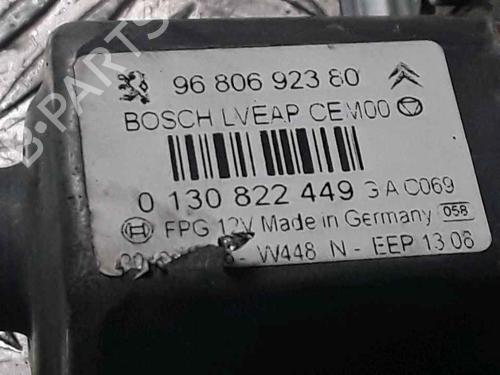 96 806 923 80
BOSCH LVEAP CEM00
0 130 822 449 3 A C069
FPG 12V Made in Germany 058
W448 N - EEP 13 06
B-PARTS